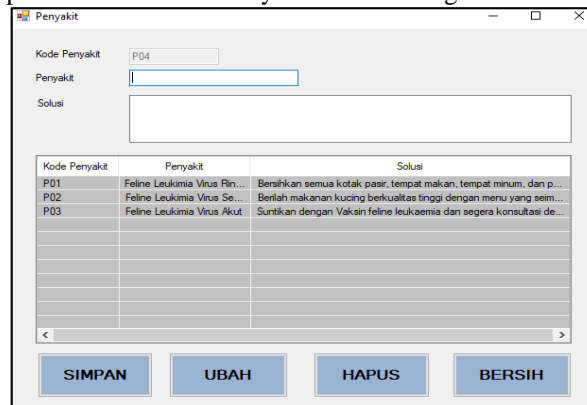 Penyakit
Kode Penyakit P04
Penyakit
Solusi
Kode Penyakit Penyakit Solusi
P01 Feline Leukimia Virus Rin... Bersihkan semua kotak pasir, tempat makan, tempat minum, dan p...
P02 Feline Leukimia Virus Se... Berilah makanan kucing berkualitas tinggi dengan menu yang seim...
P03 Feline Leukimia Virus Akut Suntikan dengan Vaksin feline leukaemia dan segera konsultasi de...
SIMPAN UBAH HAPUS BERSIH